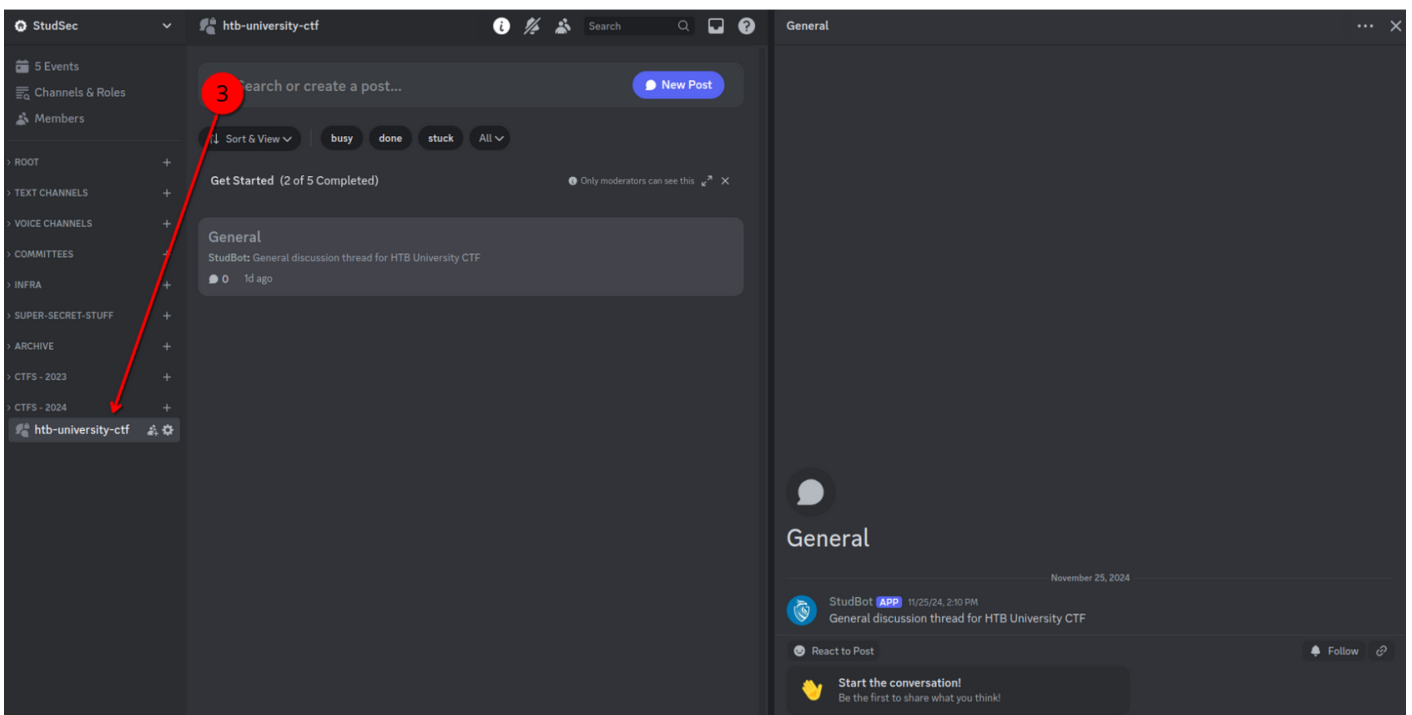 StudSec
5 Events
Channels & Roles
Members
> ROOT +
> TEXT CHANNELS +
> VOICE CHANNELS +
> COMMITTEES +
> INFRA +
> SUPER-SECRET-STUFF +
> ARCHIVE +
> CTFS - 2023 +
> CTFS - 2024 +
htb-university-ctf
htb-university-ctf
Search
3
Search or create a post...
New Post
Sort & View
busy
done
stuck
All
Get Started (2 of 5 Completed)
Only moderators can see this
General
StudBot: General discussion thread for HTB University CTF
0 1d ago
General
General
November 25, 2024
StudBot APP 11/25/24, 2:10 PM
General discussion thread for HTB University CTF
React to Post
Follow
Start the conversation!
Be the first to share what you think!